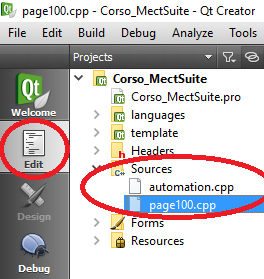 page100.cpp - Corso_MectSuite - Qt Creator
File Edit Build Debug Analyze Tools
Projects
Qt
Welcome
Edit
Design
Debug
Corso_MectSuite
Corso_MectSuite.pro
languages
template
h
Headers
C++
Sources
automation.cpp
page100.cpp
Forms
Resources